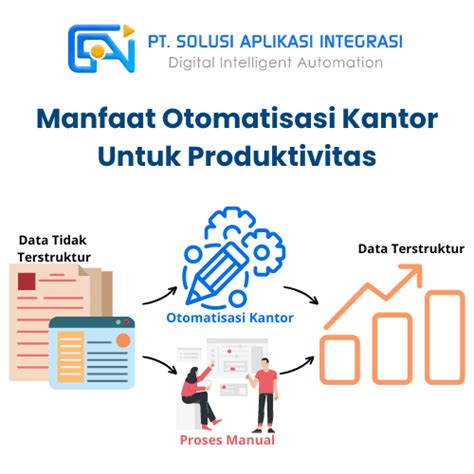 PT. SOLUSI APLIKASI INTEGRASI
Digital Intelligent Automation
Manfaat Otomatisasi Kantor
Untuk Produktivitas
Data Tidak
Terstruktur
Data Terstruktur
Otomatisasi Kantor
Proses Manual